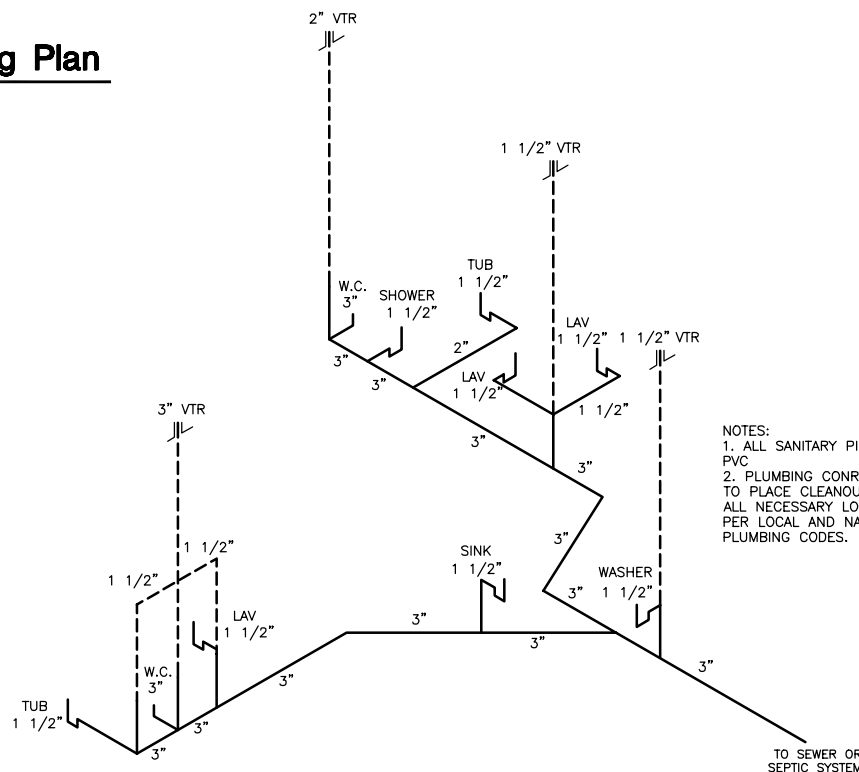 g Plan
2" VTR
1 1/2" VTR
TUB
1 1/2"
W.C.
3"
SHOWER
1 1/2"
LAV
1 1/2"
1 1/2" VTR
3"
2"
3"
LAV
1 1/2"
1 1/2"
3" VTR
3"
3"
NOTES:
1. ALL SANITARY PI
PVC
2. PLUMBING CONR
TO PLACE CLEANOU
ALL NECESSARY LO
PER LOCAL AND NA
PLUMBING CODES.
3"
1 1/2"
SINK
1 1/2"
1 1/2"
WASHER
1 1/2"
3"
LAV
1 1/2"
3"
3"
3"
W.C.
3"
3"
TUB
1 1/2"
3"
3"
TO SEWER OR
SEPTIC SYSTEM